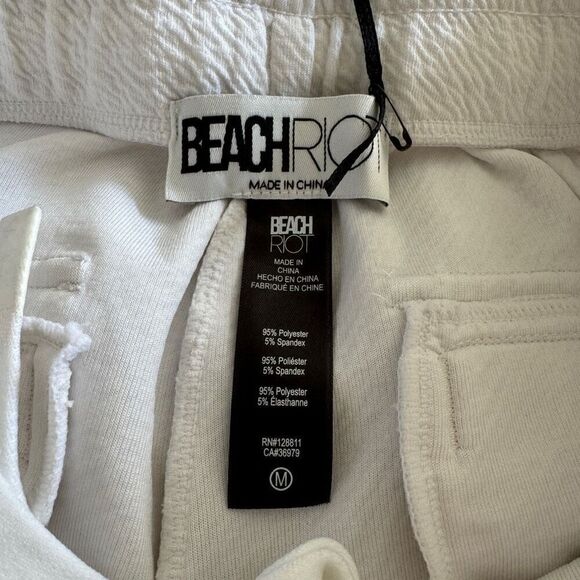 BEACHRIOT
MADE IN CHINA
BEACH
RIOT
MADE IN
CHINA
HECHO EN CHINA
FABRIQUÉ EN CHINE
95% Polyester
5% Spandex
95% Poliéster
5% Spandex
95% Polyester
5% Élasthanne
RN#128811
CA#36979
M